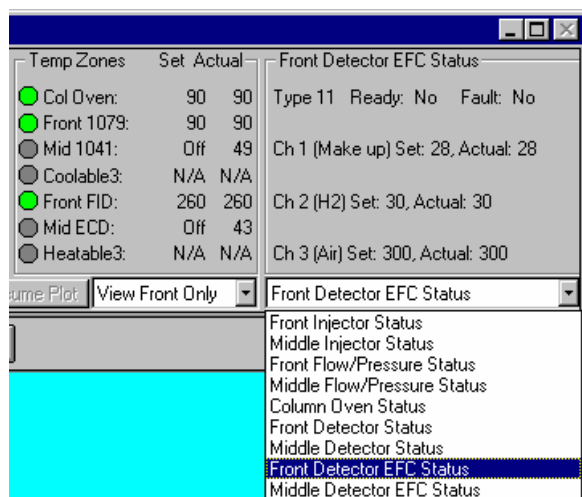 Temp Zones Set Actual
Col Oven: 90 90
Front 1079: 90 90
Mid 1041: Off 49
Coolable3: N/A N/A
Front FID: 260 260
Mid ECD: Off 43
Heatable3: N/A N/A
Front Detector EFC Status
Type 11 Ready: No Fault: No
Ch 1 (Make up) Set: 28, Actual: 28
Ch 2 (H2) Set: 30, Actual: 30
Ch 3 (Air) Set: 300, Actual: 300
ume Plot View Front Only
Front Detector EFC Status
Front Injector Status
Middle Injector Status
Front Flow/Pressure Status
Middle Flow/Pressure Status
Column Oven Status
Front Detector Status
Middle Detector Status
Front Detector EFC Status
Middle Detector EFC Status